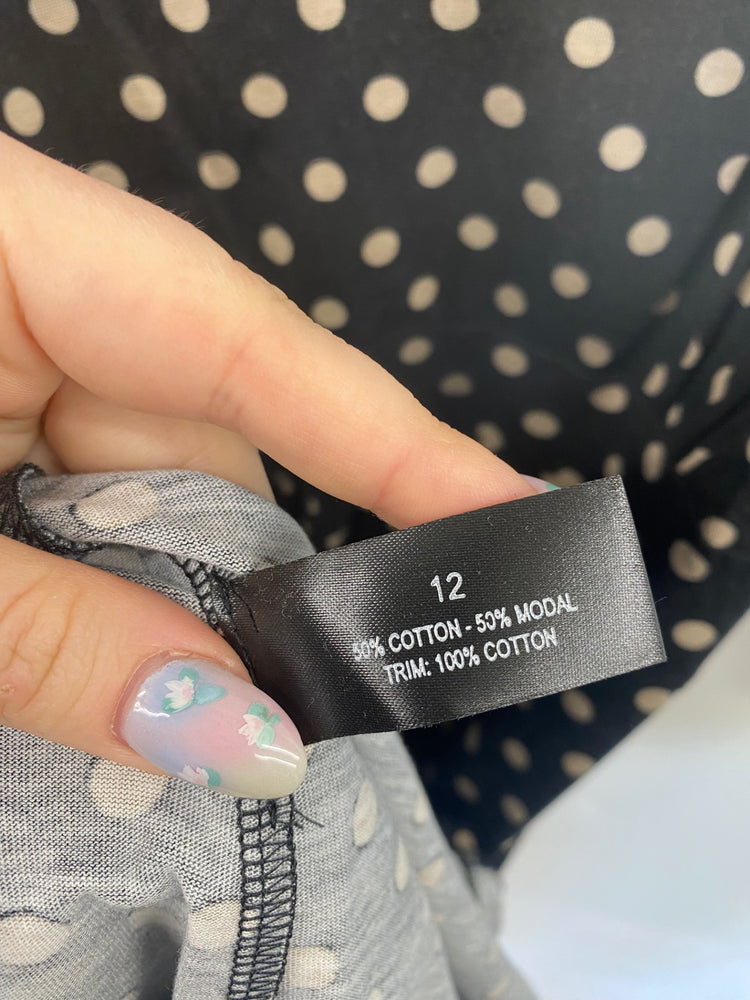 12
50% COTTON - 50% MODAL
TRIM: 100% COTTON